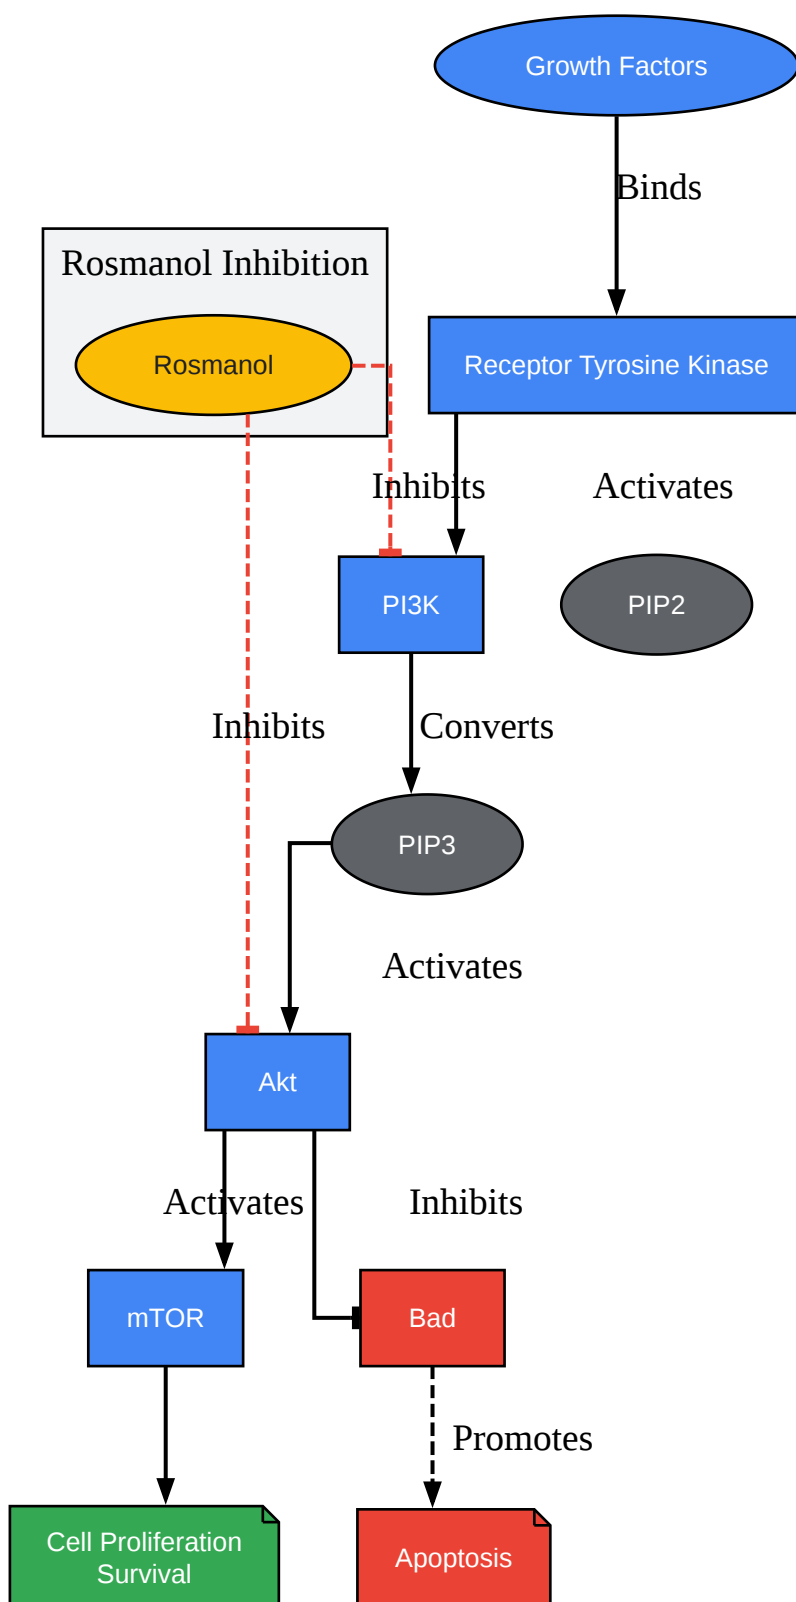 Growth Factors
Binds
Rosmanol Inhibition
Rosmanol
Receptor Tyrosine Kinase
Inhibits
Activates
PI3K
PIP2
Inhibits
Converts
PIP3
Activates
Akt
Activates
Inhibits
mTOR
Bad
Promotes
Cell Proliferation
Survival
Apoptosis